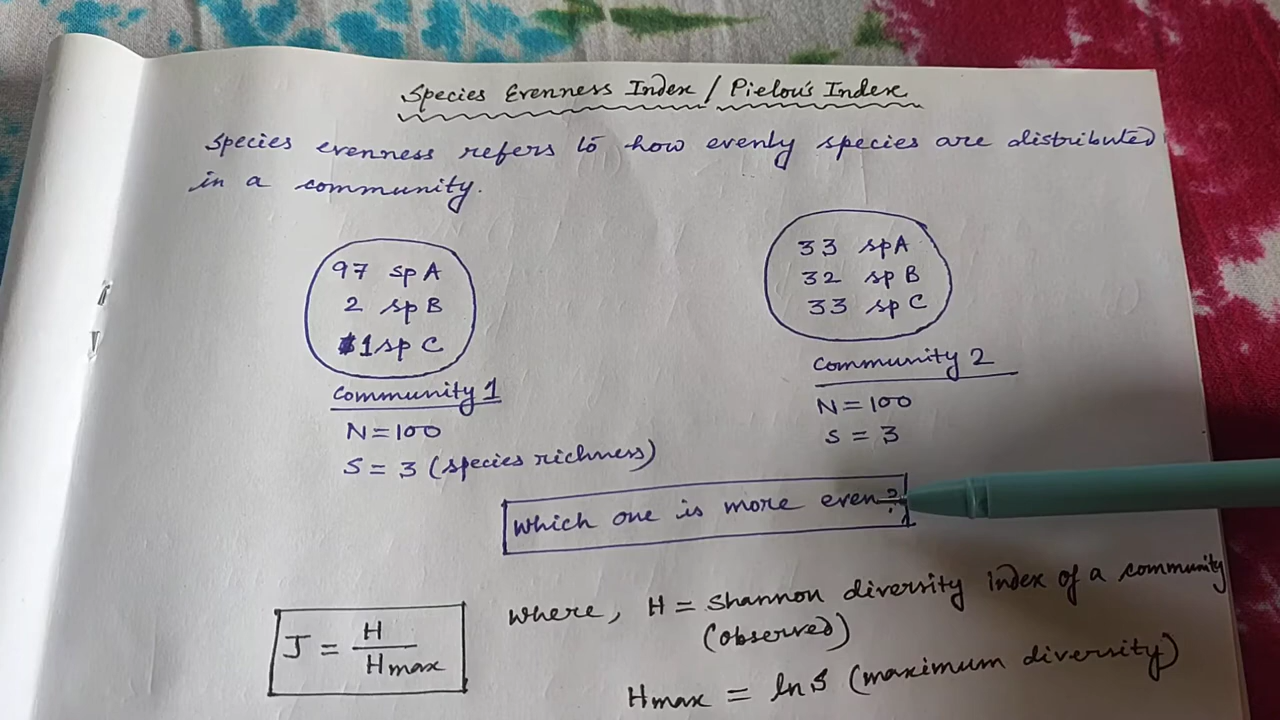 Species Evenness Index / Pielou's Index
Species evenness refers to how evenly species are distributed
in a community.
97 sp A
2 sp B
1 sp C
Community 1
N = 100
S = 3 (species richness)
33 sp A
32 sp B
33 sp C
Community 2
N = 100
S = 3
Which one is more even?
J = H / Hmax
where, H = Shannon diversity index of a community
(observed)
Hmax = ln S (maximum diversity)